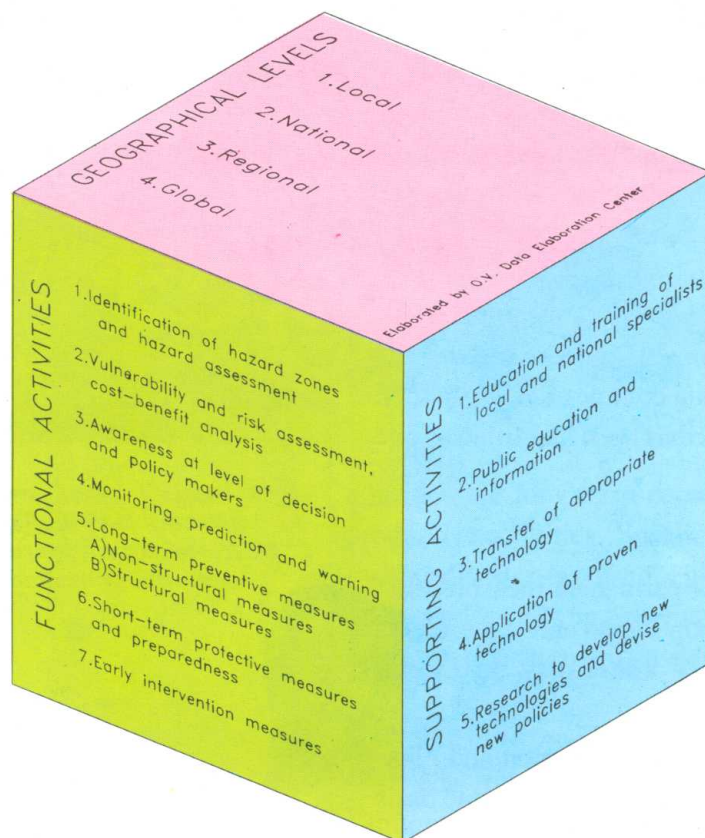 GEOGRAPHICAL LEVELS
1.Local
2.National
3.Regional
4.Global
Elaborated by O.V. Data Elaboration Center
FUNCTIONAL ACTIVITIES
1.Identification of hazard zones
and hazard assessment
2.Vulnerability and risk assessment,
cost-benefit analysis
3.Awareness at level of decision
and policy makers
4.Monitoring, prediction and warning
5.Long-term preventive measures
A)Non-structural measures
B)Structural measures
6.Short-term protective measures
and preparedness
7.Early intervention measures
SUPPORTING ACTIVITIES
1.Education and training of
local and national specialists
2.Public education and
information
3.Transfer of appropriate
technology
4.Application of proven
technology
5.Research to develop new
technologies and devise
new policies